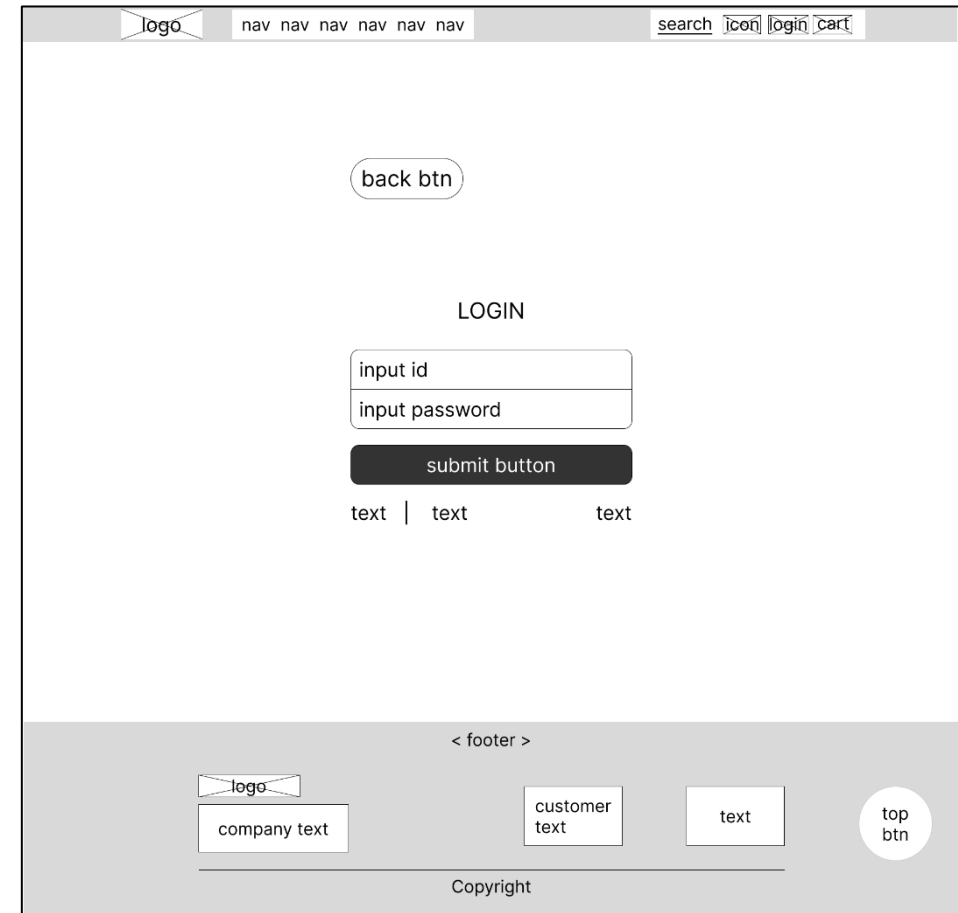 logo nav nav nav nav nav nav search icon login cart
back btn
LOGIN
input id
input password
submit button
text | text text
< footer >
logo
company text
customer
text
text
top
btn
Copyright